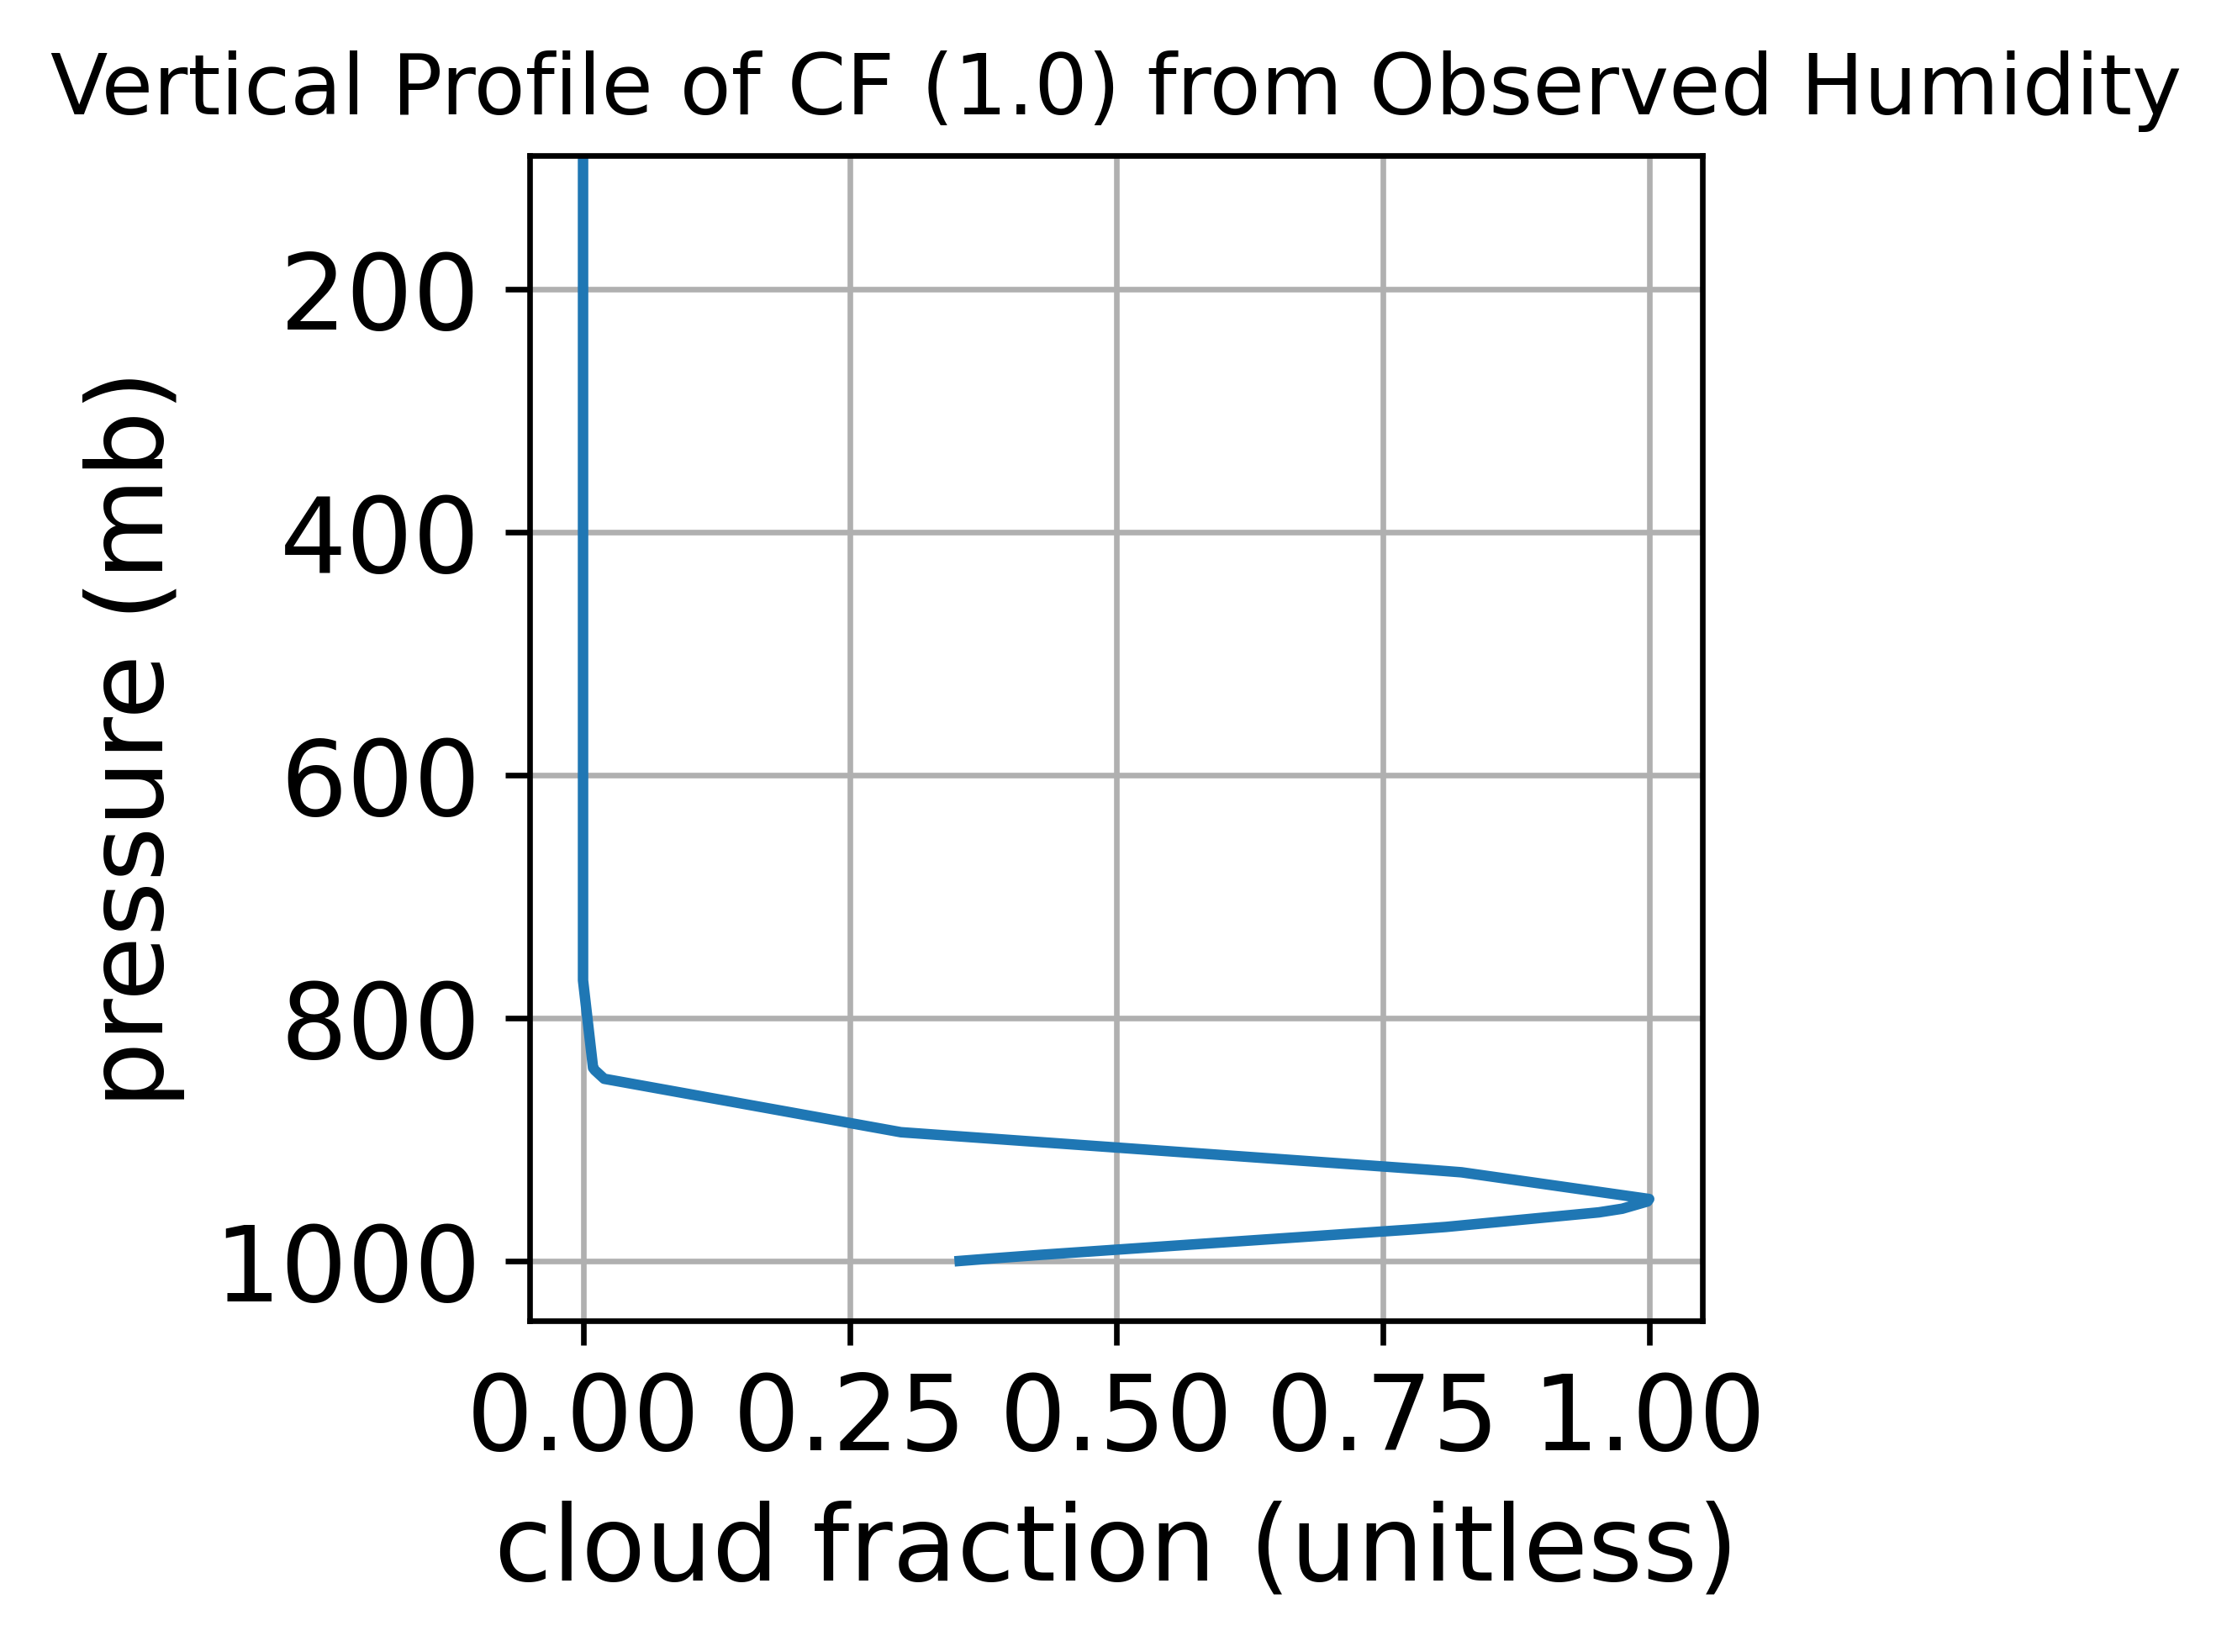 Vertical Profile of CF (1.0) from Observed Humidity
pressure (mb)
200
400
600
800
1000
0.00 0.25 0.50 0.75 1.00
cloud fraction (unitless)